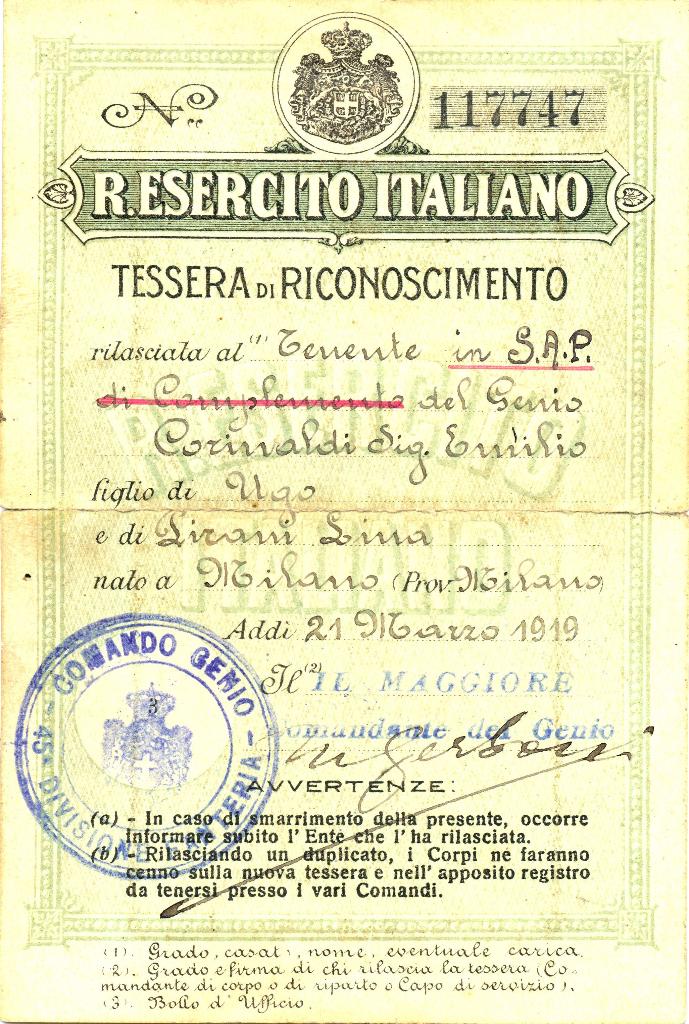 No. 117747
R. ESERCITO ITALIANO
TESSERA DI RICONOSCIMENTO
rilasciata al (1) Tenente in S.A.P.
di Complemento del Genio
Corinaldi Sig. Emilio
figlio di Ugo
e di Pirani Lina
nato a Milano (Prov. Milano)
Addì 21 Marzo 1919
Il (2) IL MAGGIORE
Comandante del Genio
COMANDO GENIO
45ª DIVISIONE FANTERIA
3
AVVERTENZE:
(a) - In caso di smarrimento della presente, occorre
informare subito l'Ente che l'ha rilasciata.
(b) - Rilasciando un duplicato, i Corpi ne faranno
cenno sulla nuova tessera e nell'apposito registro
da tenersi presso i vari Comandi.
(1). Grado, casato, nome, eventuale carica.
(2). Grado e firma di chi rilascia la tessera (Co-
mandante di corpo o di riparto o Capo di servizio).
(3). Bollo d'Ufficio.